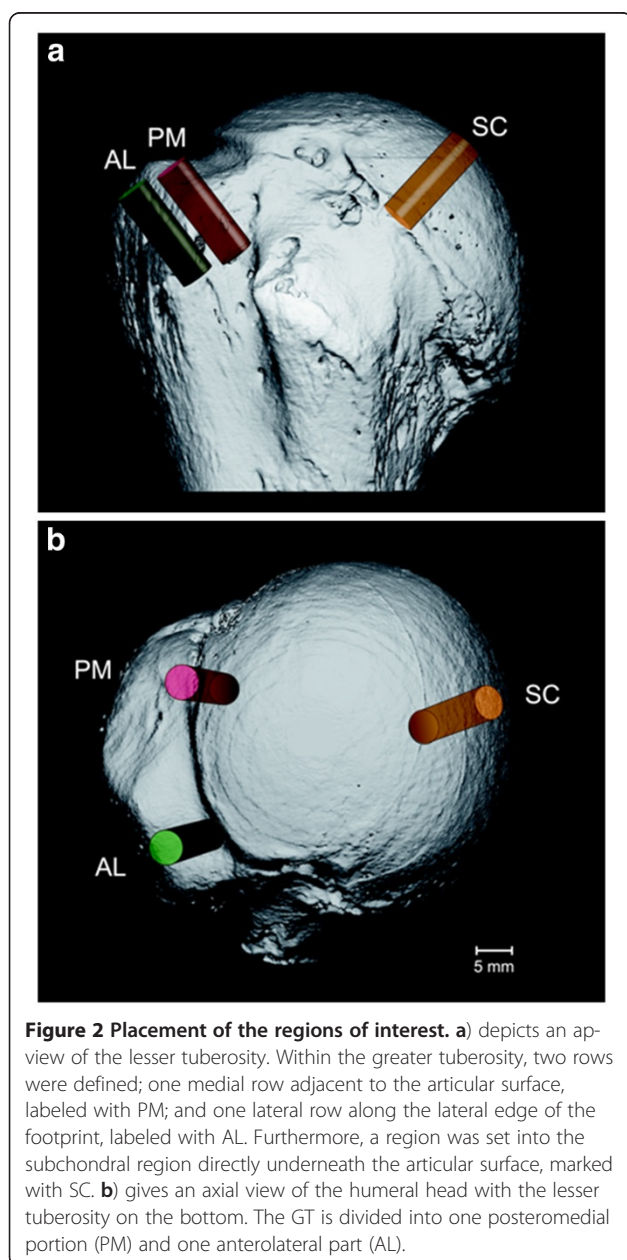 a
PM
AL
SC
b
PM
SC
AL
5 mm
Figure 2 Placement of the regions of interest. a) depicts an ap-
view of the lesser tuberosity. Within the greater tuberosity, two rows
were defined; one medial row adjacent to the articular surface,
labeled with PM; and one lateral row along the lateral edge of the
footprint, labeled with AL. Furthermore, a region was set into the
subchondral region directly underneath the articular surface, marked
with SC. b) gives an axial view of the humeral head with the lesser
tuberosity on the bottom. The GT is divided into one posteromedial
portion (PM) and one anterolateral part (AL).